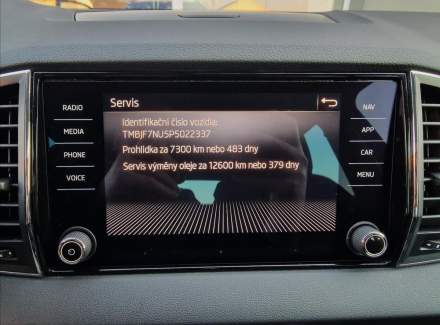 Servis
RADIO
MEDIA
PHONE
VOICE
Identifikační číslo vozidla:
TMBJF7NU5P5022337
Prohlídka za 7300 km nebo 483 dny
Servis výměny oleje za 12600 km nebo 379 dny
NAV
APP
CAR
MENU